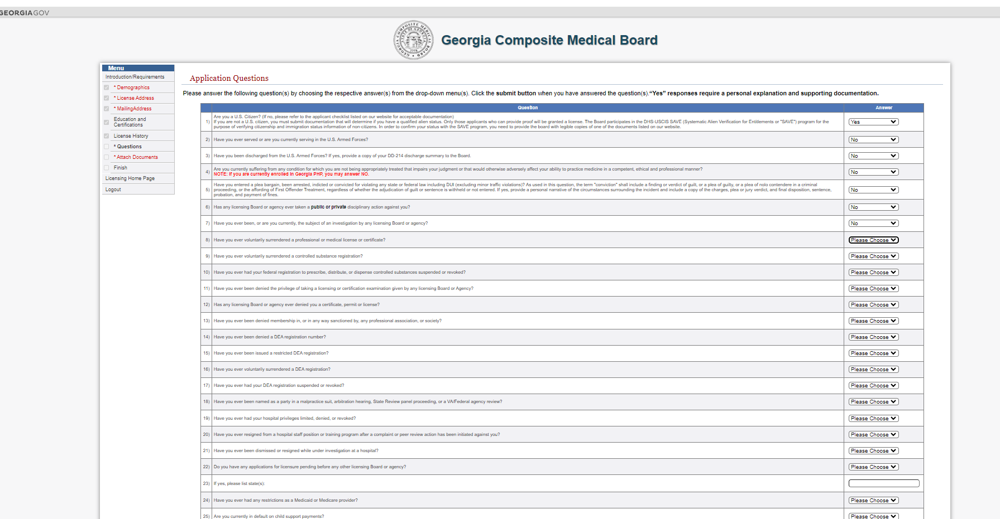 GEORGIAGOV
GEORGIA COMPOSITE MEDICAL BOARD
STATE OF GEORGIA
1776
Georgia Composite Medical Board
Menu
Introduction/Requirements
* Demographics
* License Address
* MailingAddress
Education and
Certifications
License History
* Questions
* Attach Documents
Finish
Licensing Home Page
Logout
Application Questions
Please answer the following question(s) by choosing the respective answer(s) from the drop-down menu(s). Click the submit button when you have answered the question(s).“Yes” responses require a personal explanation and supporting documentation.
Question Answer
1) Are you a U.S. Citizen? (If no, please refer to the applicant checklist listed on our website for acceptable documentation)
If you are not a U.S. citizen, you must submit documentation that will determine if you have a qualified alien status. Only those applicants who can provide proof will be granted a license. The Board participates in the DHS-USCIS SAVE (Systematic Alien Verification for Entitlements or "SAVE") program for the
purpose of verifying citizenship and immigration status information of non-citizens. In order to confirm your status with the SAVE program, you need to provide the board with legible copies of one of the documents listed on our website.
Yes
2) Have you ever served or are you currently serving in the U.S. Armed Forces? No
3) Have you been discharged from the U.S. Armed Forces? If yes, provide a copy of your DD-214 discharge summary to the Board. No
4) Are you currently suffering from any condition for which you are not being appropriately treated that impairs your judgment or that would otherwise adversely affect your ability to practice medicine in a competent, ethical and professional manner?
NOTE: If you are currently enrolled in Georgia PHP, you may answer NO.
No
5) Have you entered a plea bargain, been arrested, indicted or convicted for violating any state or federal law including DUI (excluding minor traffic violations)? As used in this question, the term "conviction" shall include a finding or verdict of guilt, or a plea of guilty, or a plea of nolo contendere in a criminal
proceeding, or the affording of First Offender Treatment, regardless of whether the adjudication of guilt or sentence is withheld or not entered. If yes, provide a personal narrative of the circumstances surrounding the incident and include a copy of the charges, plea or jury verdict, and final disposition, sentence,
probation, and payment of fines.
No
6) Has any licensing Board or agency ever taken a public or private disciplinary action against you? No
7) Have you ever been, or are you currently, the subject of an investigation by any licensing Board or agency? No
8) Have you ever voluntarily surrendered a professional or medical license or certificate? Please Choose
9) Have you ever voluntarily surrendered a controlled substance registration? Please Choose
10) Have you ever had your federal registration to prescribe, distribute, or dispense controlled substances suspended or revoked? Please Choose
11) Have you ever been denied the privilege of taking a licensing or certification examination given by any licensing Board or Agency? Please Choose
12) Has any licensing Board or agency ever denied you a certificate, permit or license? Please Choose
13) Have you ever been denied membership in, or in any way sanctioned by, any professional association, or society? Please Choose
14) Have you ever been denied a DEA registration number? Please Choose
15) Have you ever been issued a restricted DEA registration? Please Choose
16) Have you ever voluntarily surrendered a DEA registration? Please Choose
17) Have you ever had your DEA registration suspended or revoked? Please Choose
18) Have you ever been named as a party in a malpractice suit, arbitration hearing, State Review panel proceeding, or a VA/Federal agency review? Please Choose
19) Have you ever had your hospital privileges limited, denied, or revoked? Please Choose
20) Have you ever resigned from a hospital staff position or training program after a complaint or peer review action has been initiated against you? Please Choose
21) Have you ever been dismissed or resigned while under investigation at a hospital? Please Choose
22) Do you have any applications for licensure pending before any other licensing Board or agency? Please Choose
23) If yes, please list state(s):
24) Have you ever had any restrictions as a Medicaid or Medicare provider? Please Choose
25) Are you currently in default on child support payments? Please Choose